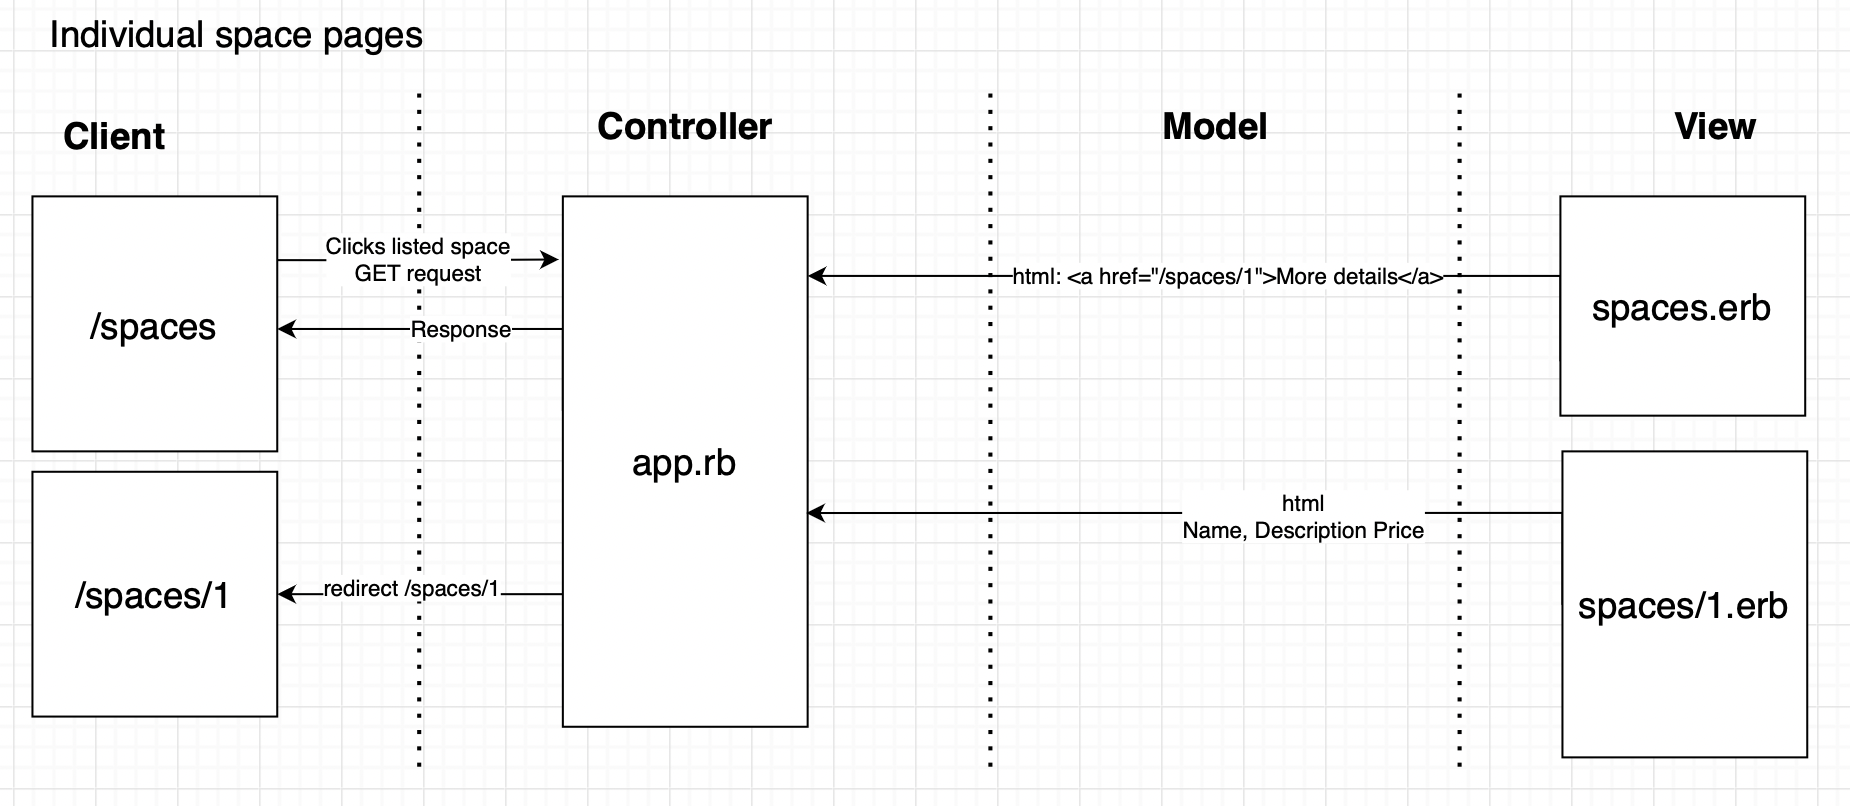 Individual space pages
Client
Controller
Model
View
/spaces
Clicks listed space
GET request
Response
app.rb
html: <a href="/spaces/1">More details</a>
spaces.erb
/spaces/1
redirect /spaces/1
html
Name, Description Price
spaces/1.erb